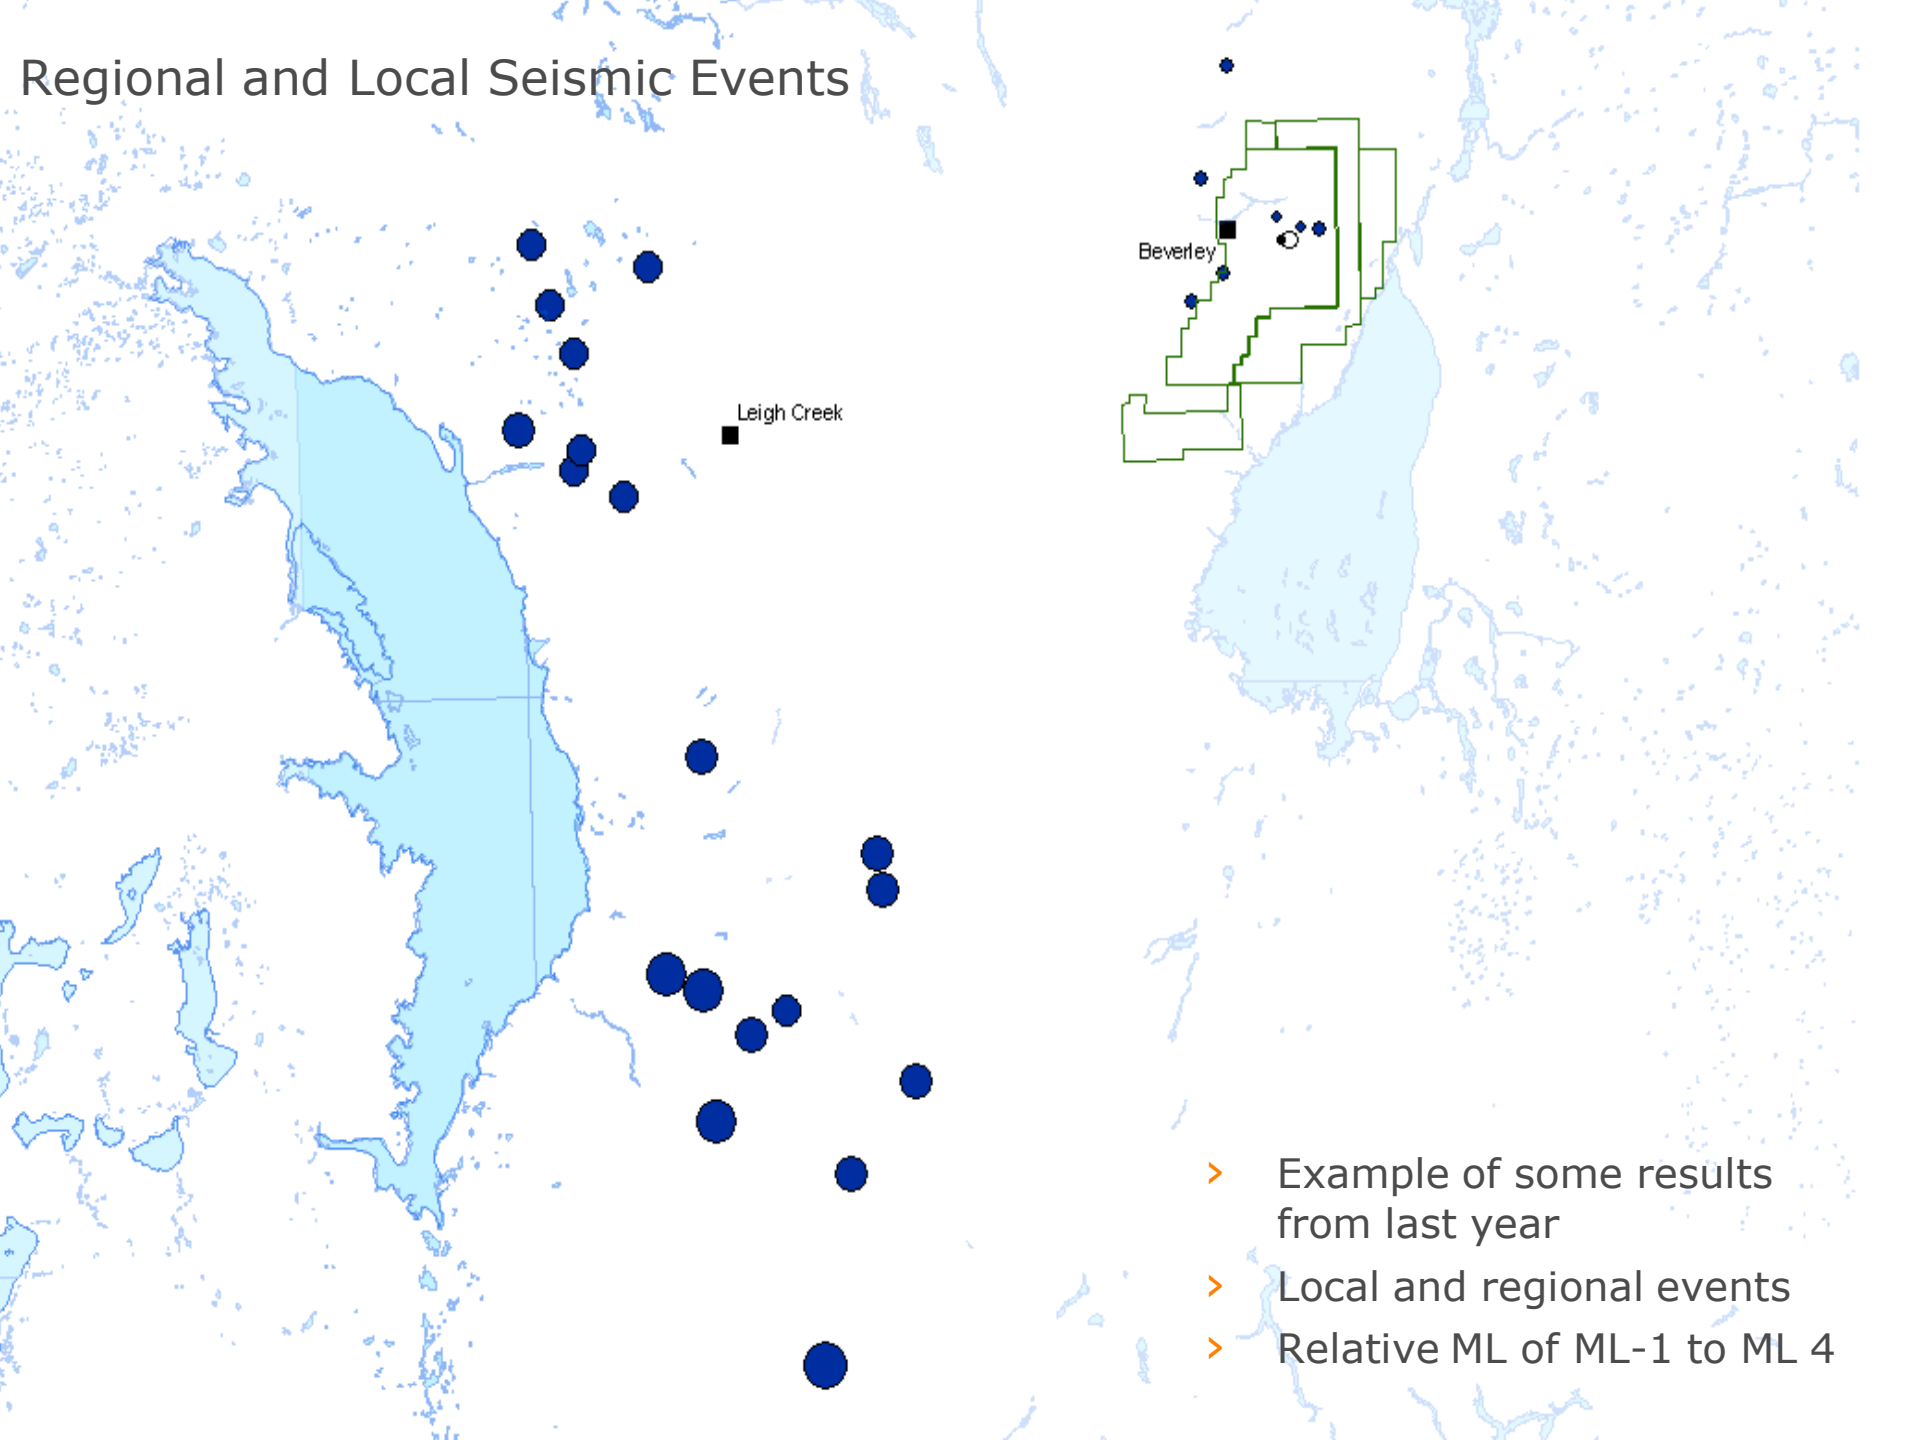 Regional and Local Seismic Events
Beverley
Leigh Creek
› Example of some results
from last year
› Local and regional events
› Relative ML of ML-1 to ML 4